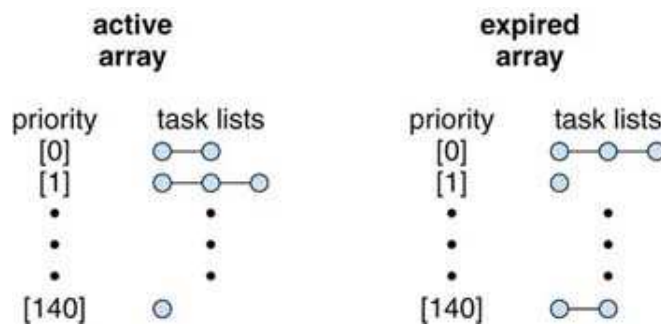 active
array
expired
array
priority task lists
[0]
[1]
[140]
priority task lists
[0]
[1]
[140]